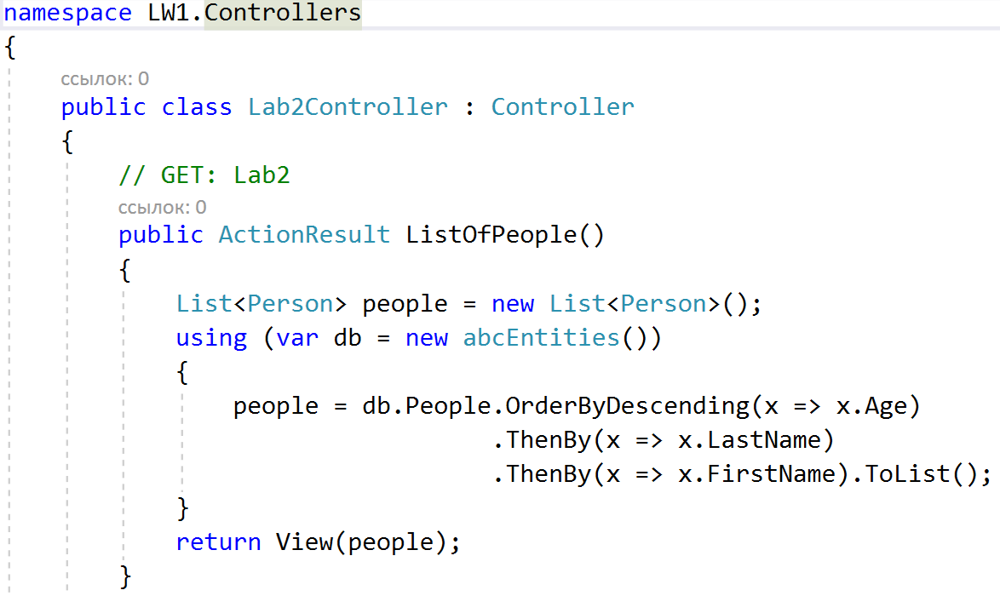 namespace LW1.Controllers
{
ссылок: 0
public class Lab2Controller : Controller
{
// GET: Lab2
ссылок: 0
public ActionResult ListOfPeople()
{
List<Person> people = new List<Person>();
using (var db = new abcEntities())
{
people = db.People.OrderByDescending(x => x.Age)
.ThenBy(x => x.LastName)
.ThenBy(x => x.FirstName).ToList();
}
return View(people);
}